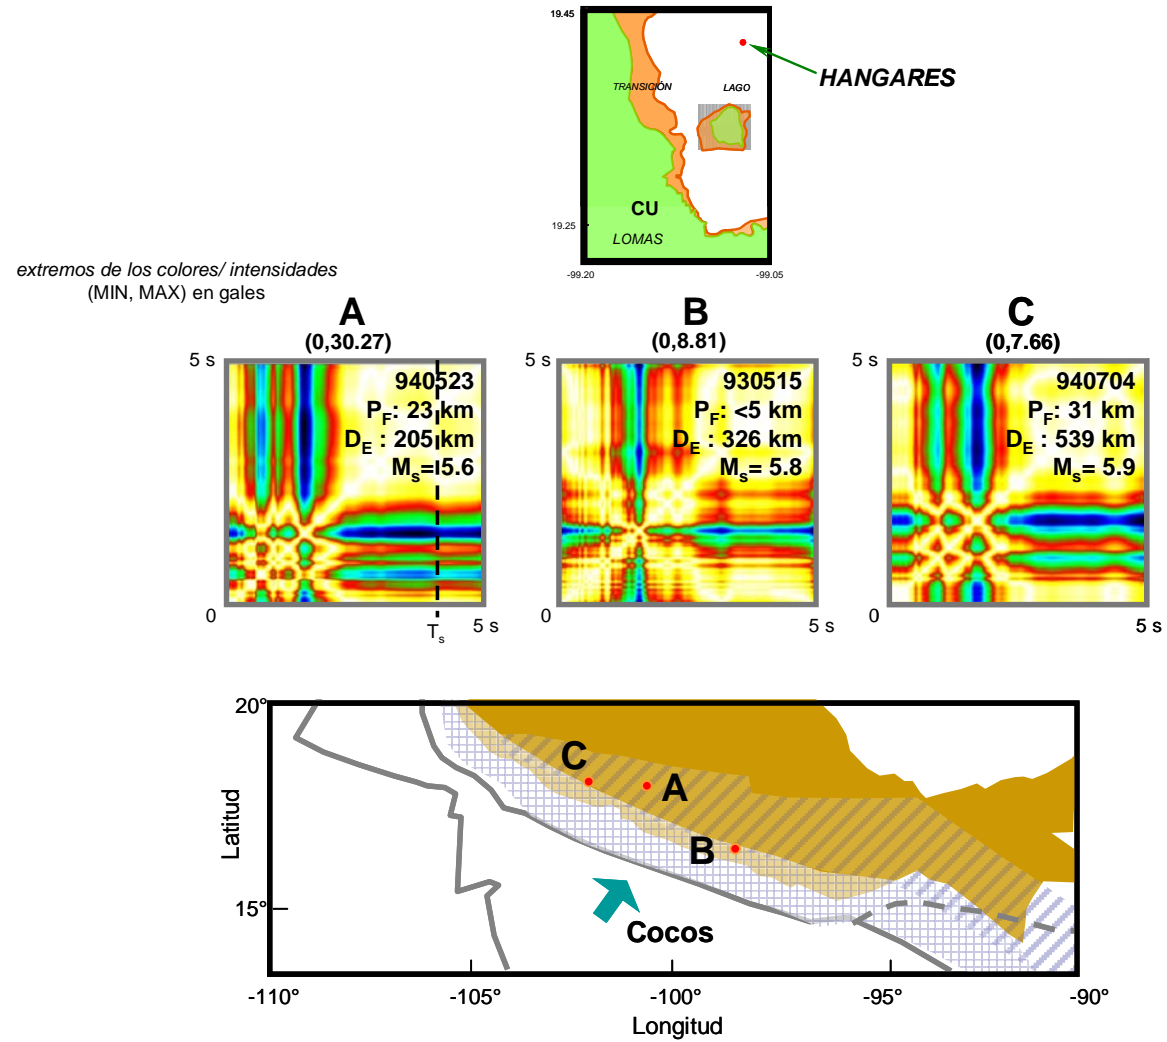 19.45
HANGARES
TRANSICIÓN
LAGO
CU
19.25
LOMAS
-99.20
-99.05
extremos de los colores/ intensidades
(MIN, MAX) en gales
A
(0,30.27)
B
(0,8.81)
C
(0,7.66)
5 s
940523
PF: 23 km
DE : 205 km
Ms= 5.6
0
Ts
5 s
5 s
930515
PF: <5 km
DE : 326 km
Ms= 5.8
0
5 s
5 s
940704
PF: 31 km
DE : 539 km
Ms= 5.9
0
5 s
20°
C
A
Latitud
B
15°
Cocos
-110°
-105°
-100°
-95°
-90°
Longitud